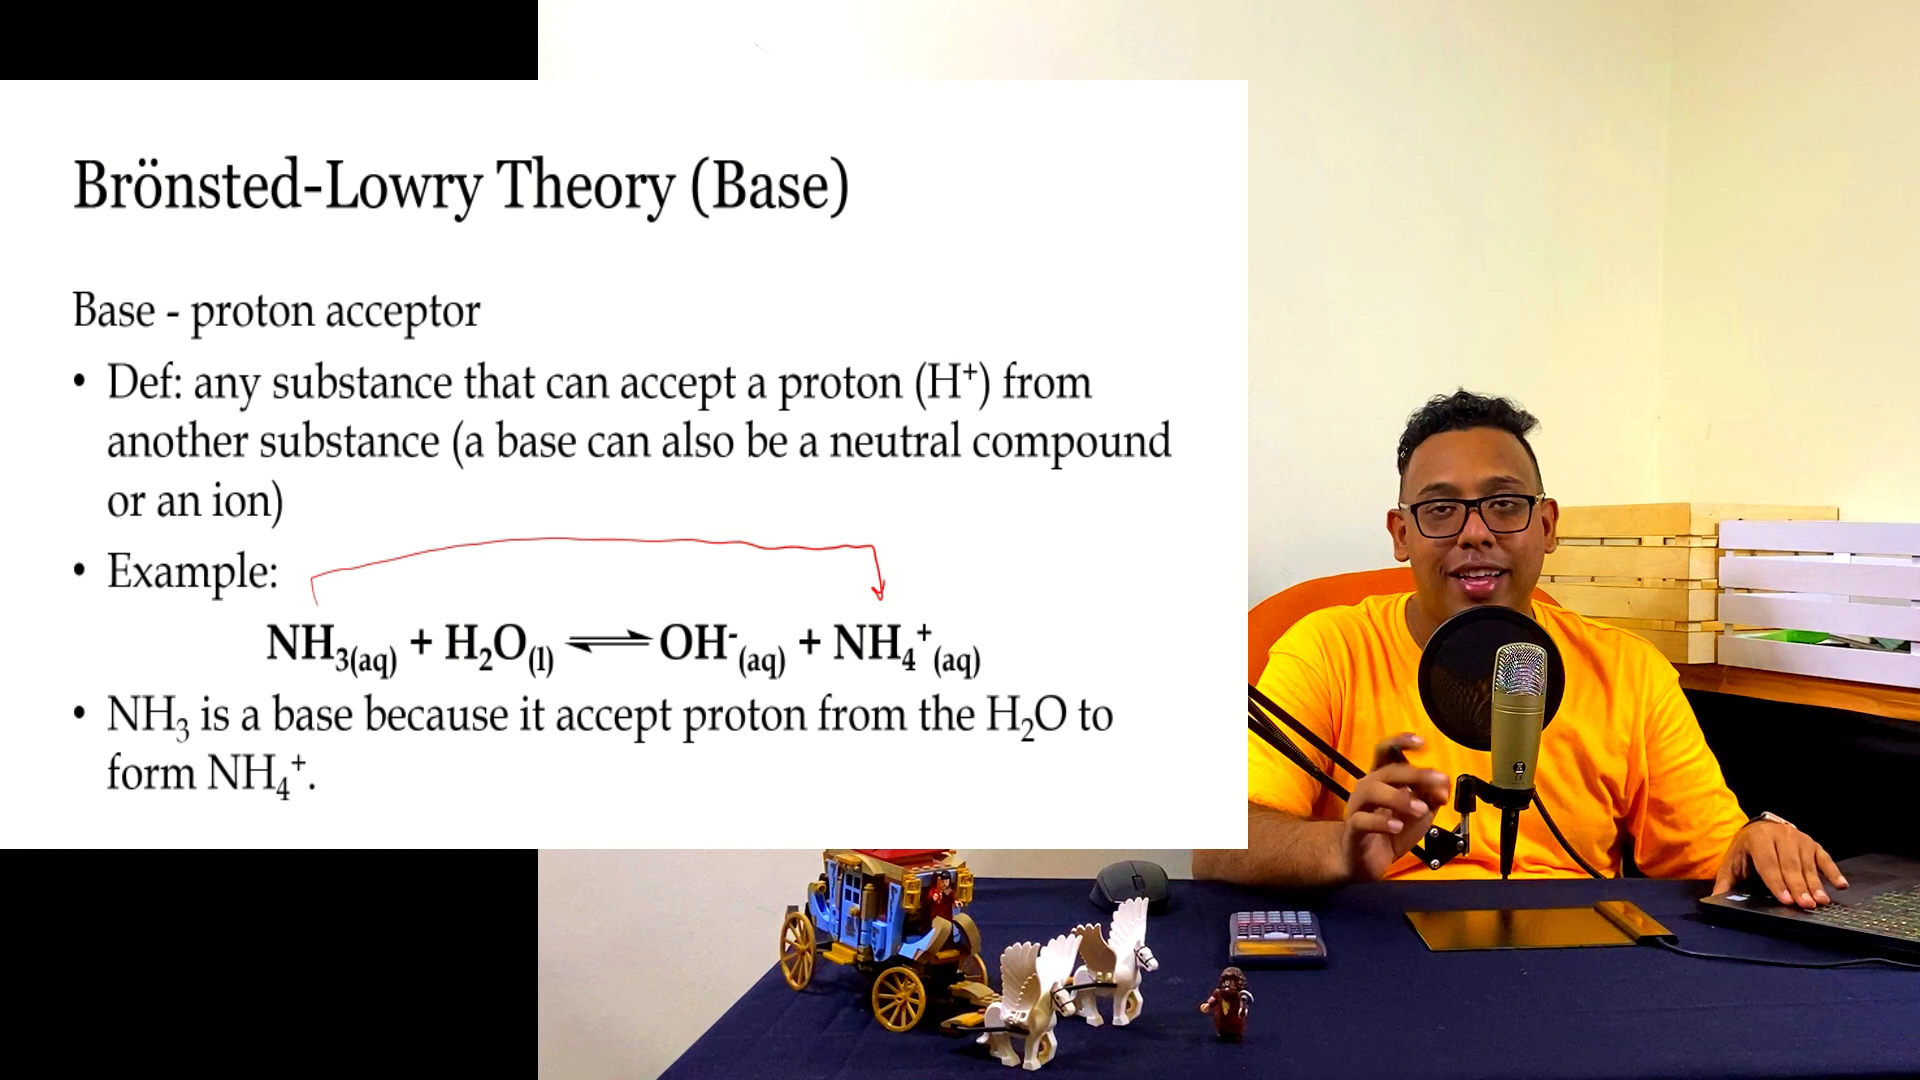 Brönsted-Lowry Theory (Base)
Base - proton acceptor
• Def: any substance that can accept a proton (H⁺) from
another substance (a base can also be a neutral compound
or an ion)
• Example:
NH₃(aq) + H₂O(l) ⇌ OH⁻(aq) + NH₄⁺(aq)
• NH₃ is a base because it accept proton from the H₂O to
form NH₄⁺.